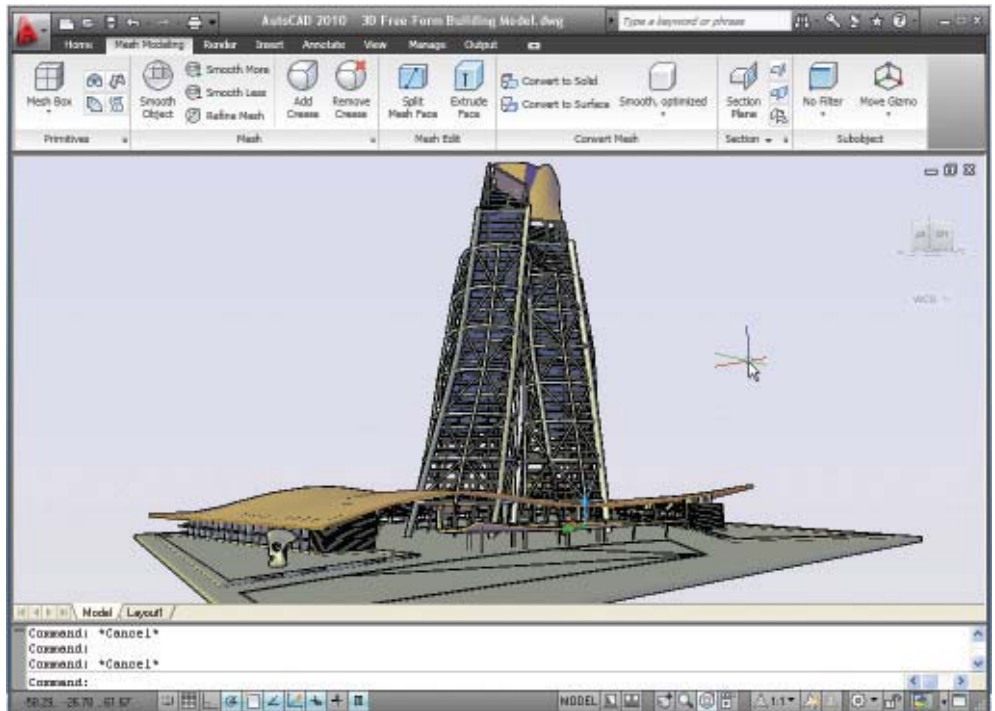 AutoCAD 2010 3D Free Form Building Model.dwg
Type a keyword or phrase
Home Mesh Modeling Render Insert Annotate View Manage Output
Mesh Box
Smooth Object
Smooth More
Smooth Less
Refine Mesh
Add Crease
Remove Crease
Split Mesh Face
Extrude Face
Convert to Solid
Convert to Surface
Smooth, optimized
Section Plane
No Filter
Move Gizmo
Primitives
Mesh
Mesh Edit
Convert Mesh
Section
Subobject
WCS
Model / Layout1 /
Command: *Cancel*
Command:
Command: *Cancel*
Command:
MODEL
1:1